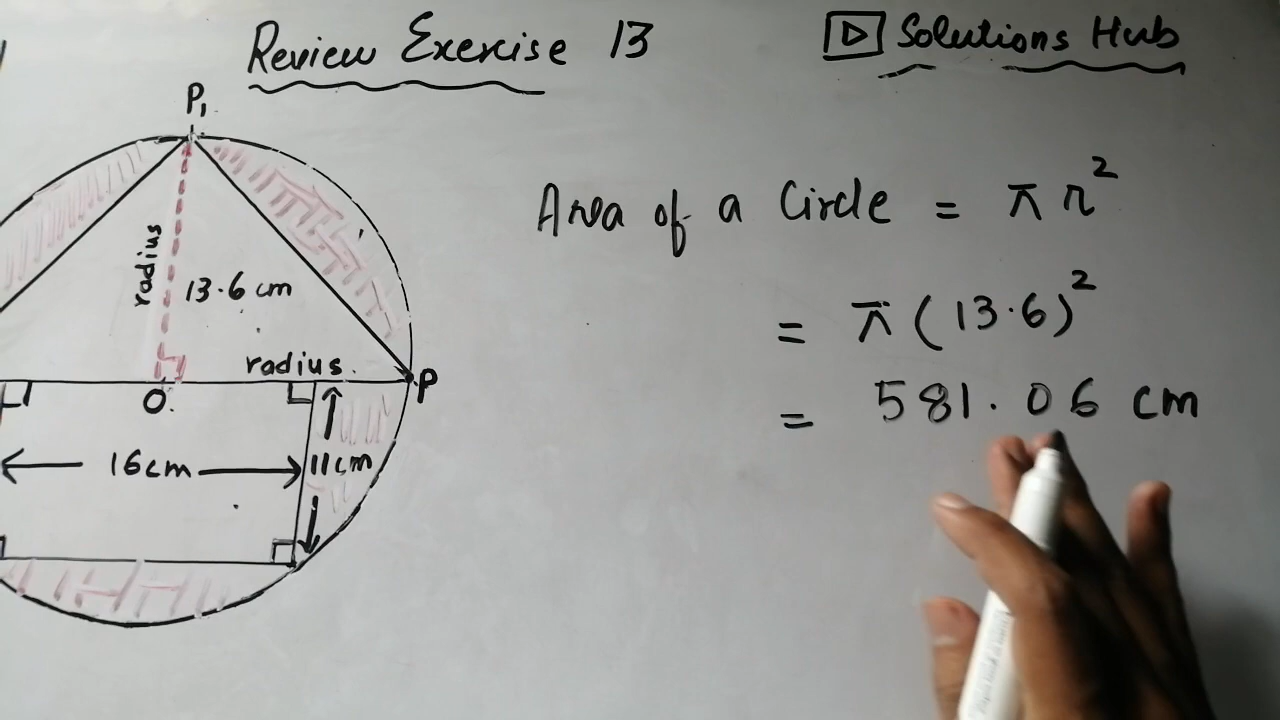 Review Exercise 13
Solutions Hub
P₁
radius
13.6 cm
radius.
O
P
16cm
11cm
Area of a Circle = πr²
= π(13.6)²
= 581.06 cm